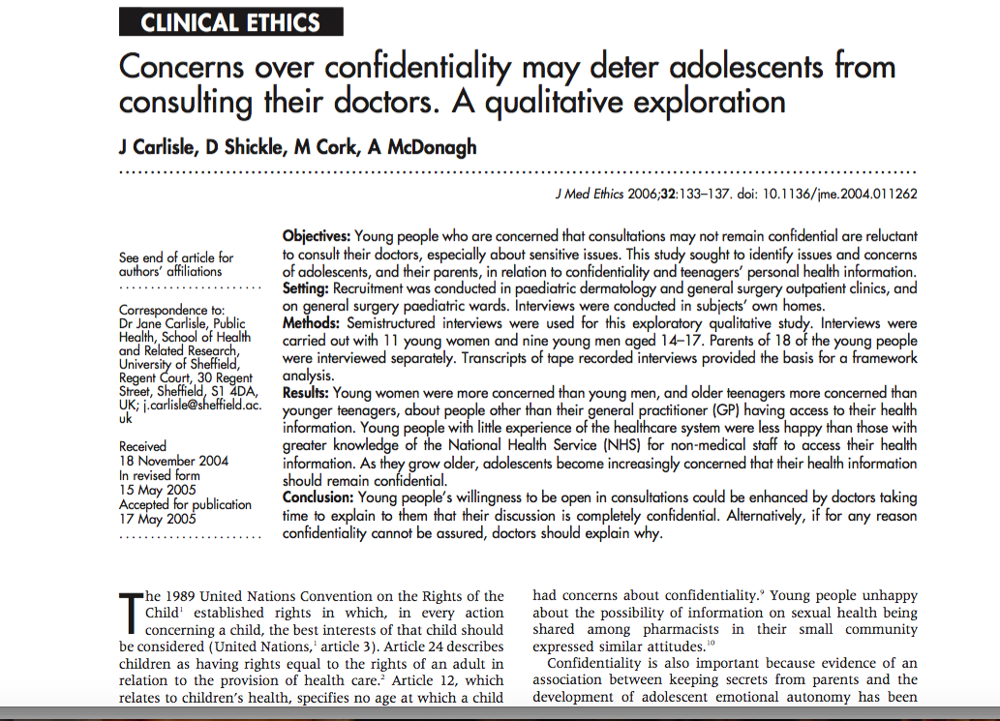 CLINICAL ETHICS
Concerns over confidentiality may deter adolescents from
consulting their doctors. A qualitative exploration
J Carlisle, D Shickle, M Cork, A McDonagh
J Med Ethics 2006;32:133–137. doi: 10.1136/jme.2004.011262
See end of article for
authors' affiliations
Correspondence to:
Dr Jane Carlisle, Public
Health, School of Health
and Related Research,
University of Sheffield,
Regent Court, 30 Regent
Street, Sheffield, S1 4DA,
UK; j.carlisle@sheffield.ac.
uk
Received
18 November 2004
In revised form
15 May 2005
Accepted for publication
17 May 2005
Objectives: Young people who are concerned that consultations may not remain confidential are reluctant
to consult their doctors, especially about sensitive issues. This study sought to identify issues and concerns
of adolescents, and their parents, in relation to confidentiality and teenagers' personal health information.
Setting: Recruitment was conducted in paediatric dermatology and general surgery outpatient clinics, and
on general surgery paediatric wards. Interviews were conducted in subjects' own homes.
Methods: Semistructured interviews were used for this exploratory qualitative study. Interviews were
carried out with 11 young women and nine young men aged 14–17. Parents of 18 of the young people
were interviewed separately. Transcripts of tape recorded interviews provided the basis for a framework
analysis.
Results: Young women were more concerned than young men, and older teenagers more concerned than
younger teenagers, about people other than their general practitioner (GP) having access to their health
information. Young people with little experience of the healthcare system were less happy than those with
greater knowledge of the National Health Service (NHS) for non-medical staff to access their health
information. As they grow older, adolescents become increasingly concerned that their health information
should remain confidential.
Conclusion: Young people's willingness to be open in consultations could be enhanced by doctors taking
time to explain to them that their discussion is completely confidential. Alternatively, if for any reason
confidentiality cannot be assured, doctors should explain why.
The 1989 United Nations Convention on the Rights of the
Child¹ established rights in which, in every action
concerning a child, the best interests of that child should
be considered (United Nations,¹ article 3). Article 24 describes
children as having rights equal to the rights of an adult in
relation to the provision of health care.² Article 12, which
relates to children's health, specifies no age at which a child
had concerns about confidentiality.⁹ Young people unhappy
about the possibility of information on sexual health being
shared among pharmacists in their small community
expressed similar attitudes.¹⁰
Confidentiality is also important because evidence of an
association between keeping secrets from parents and the
development of adolescent emotional autonomy has been